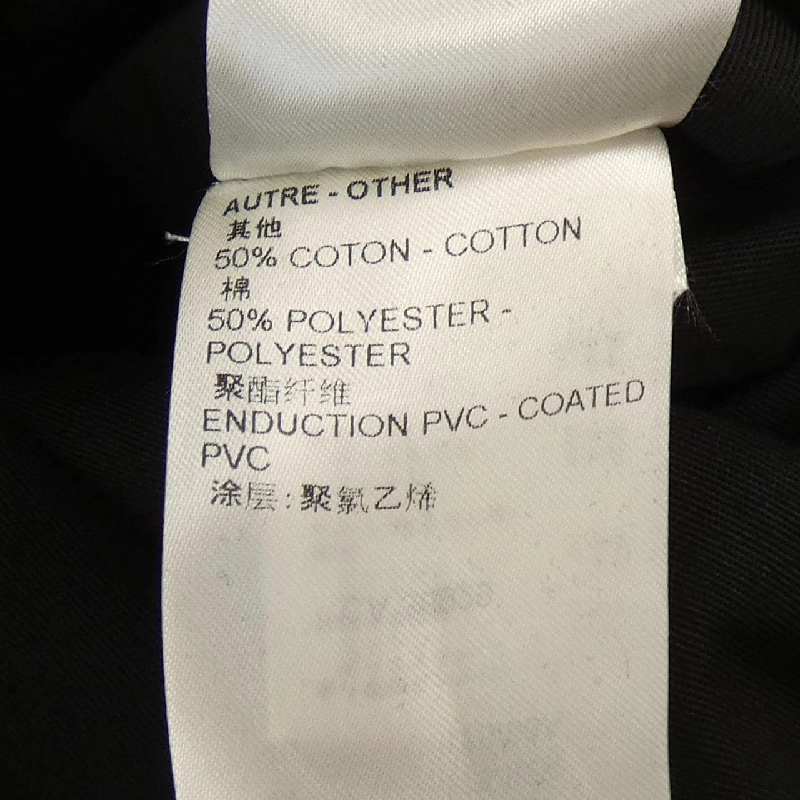 AUTRE - OTHER
其他
50% COTON - COTTON
棉
50% POLYESTER -
POLYESTER
聚酯纤维
ENDUCTION PVC - COATED
PVC
涂层:聚氯乙烯